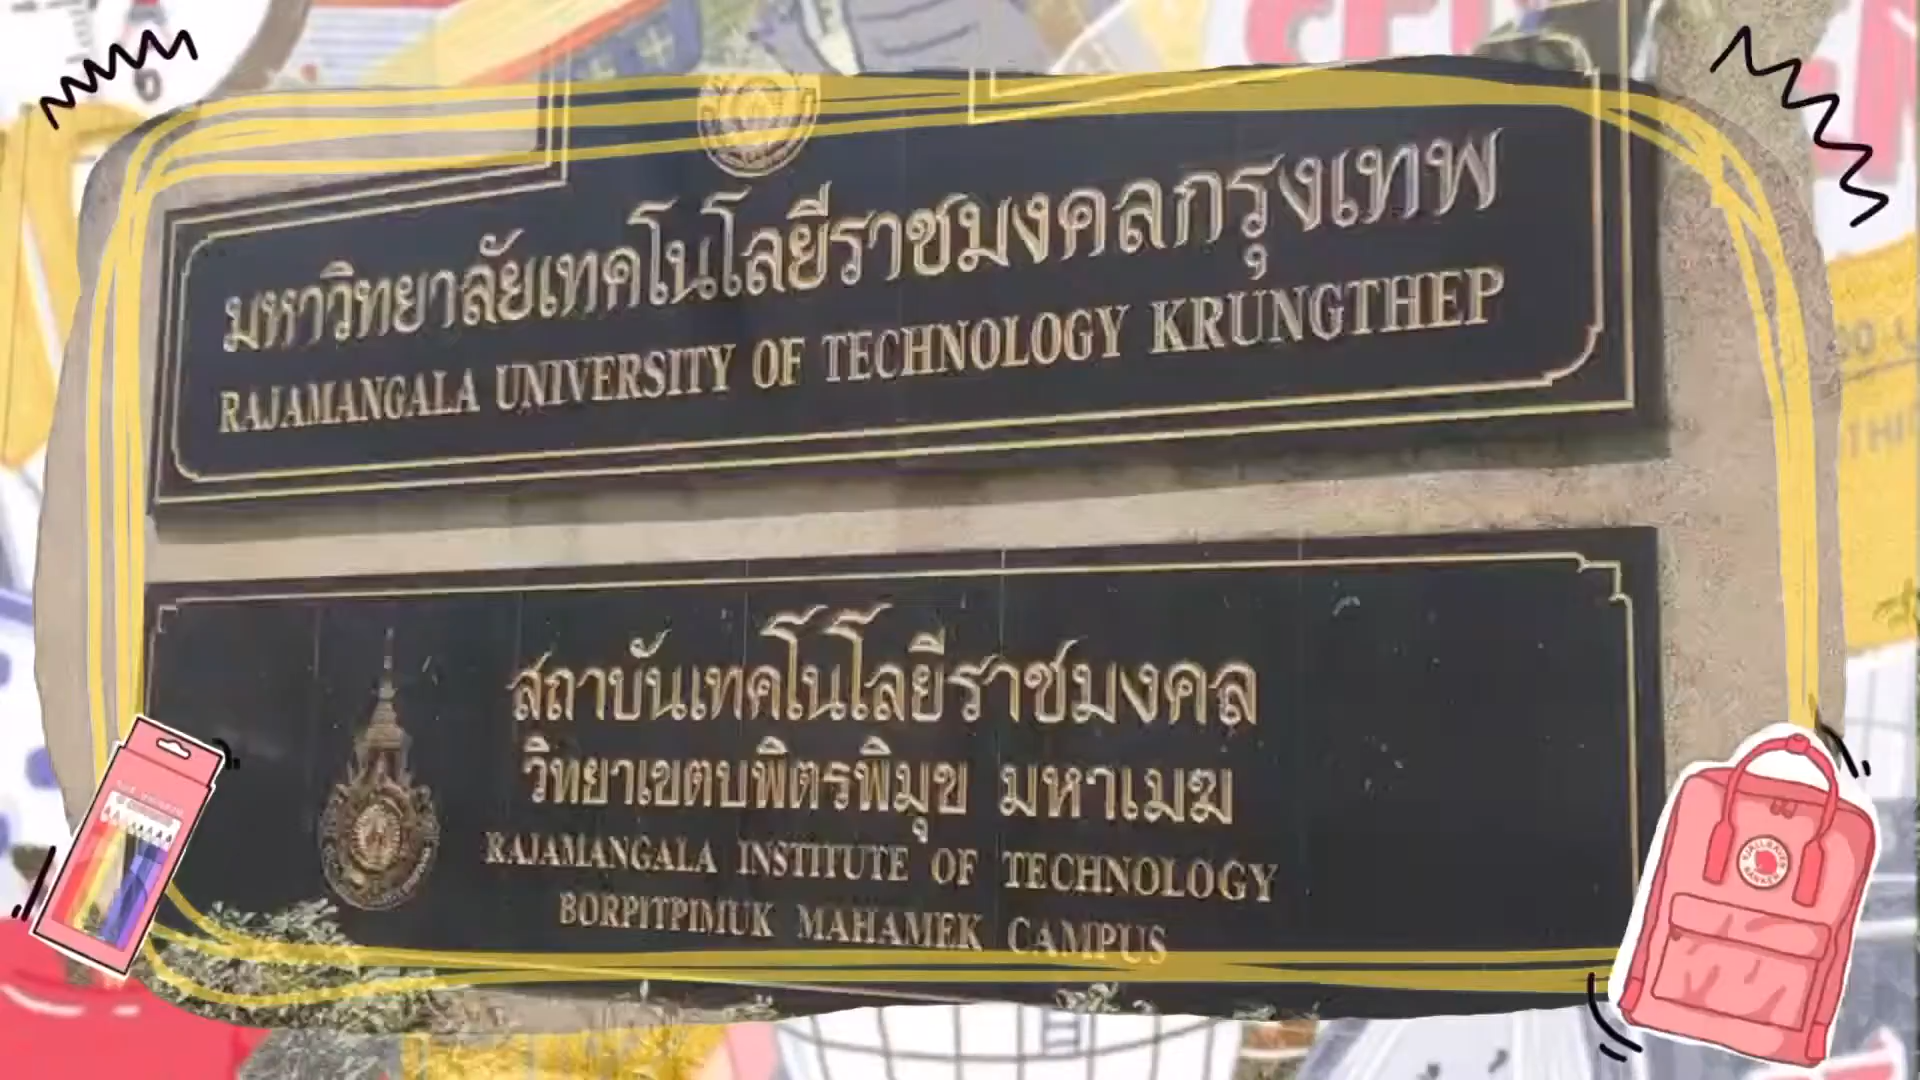 มหาวิทยาลัยเทคโนโลยีราชมงคลกรุงเทพ
RAJAMANGALA UNIVERSITY OF TECHNOLOGY KRUNGTHEP
สถาบันเทคโนโลยีราชมงคล
วิทยาเขตบพิตรพิมุข มหาเมฆ
RAJAMANGALA INSTITUTE OF TECHNOLOGY
BORPITPIMUK MAHAMEK CAMPUS